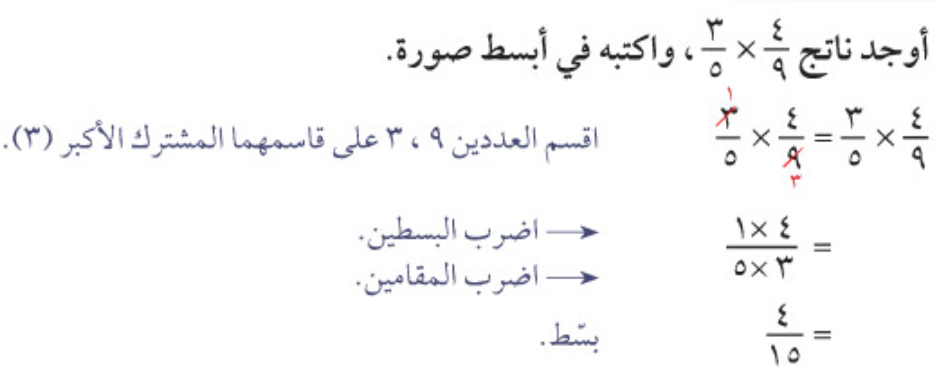 أوجد ناتج ٤/٩ × ٣/٥ ، واكتبه في أبسط صورة.
٤/٩ × ٣/٥ = ٤/٩ × ٣/٥ اقسم العددين ٩ ، ٣ على قاسمهما المشترك الأكبر (٣).
١
٣
= (٤ × ١)/(٣ × ٥) ← اضرب البسطين.
← اضرب المقامين.
= ٤/١٥ بسّط.